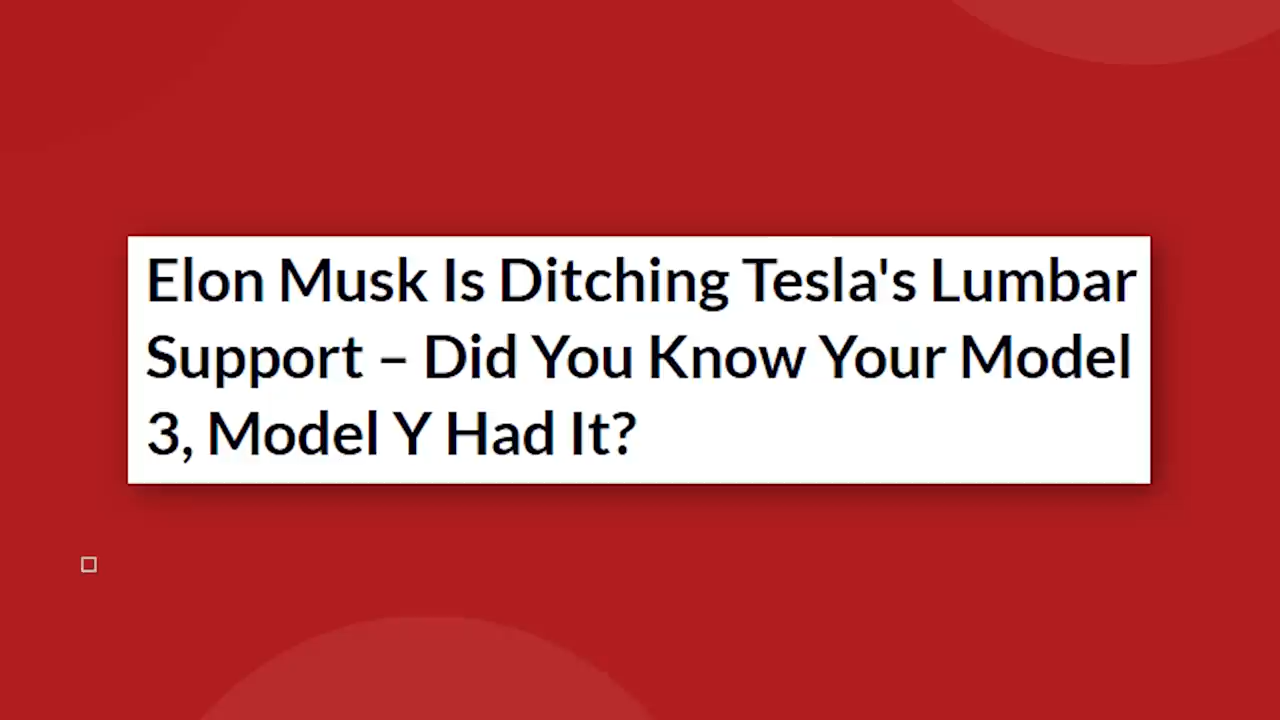 Elon Musk Is Ditching Tesla's Lumbar
Support – Did You Know Your Model
3, Model Y Had It?